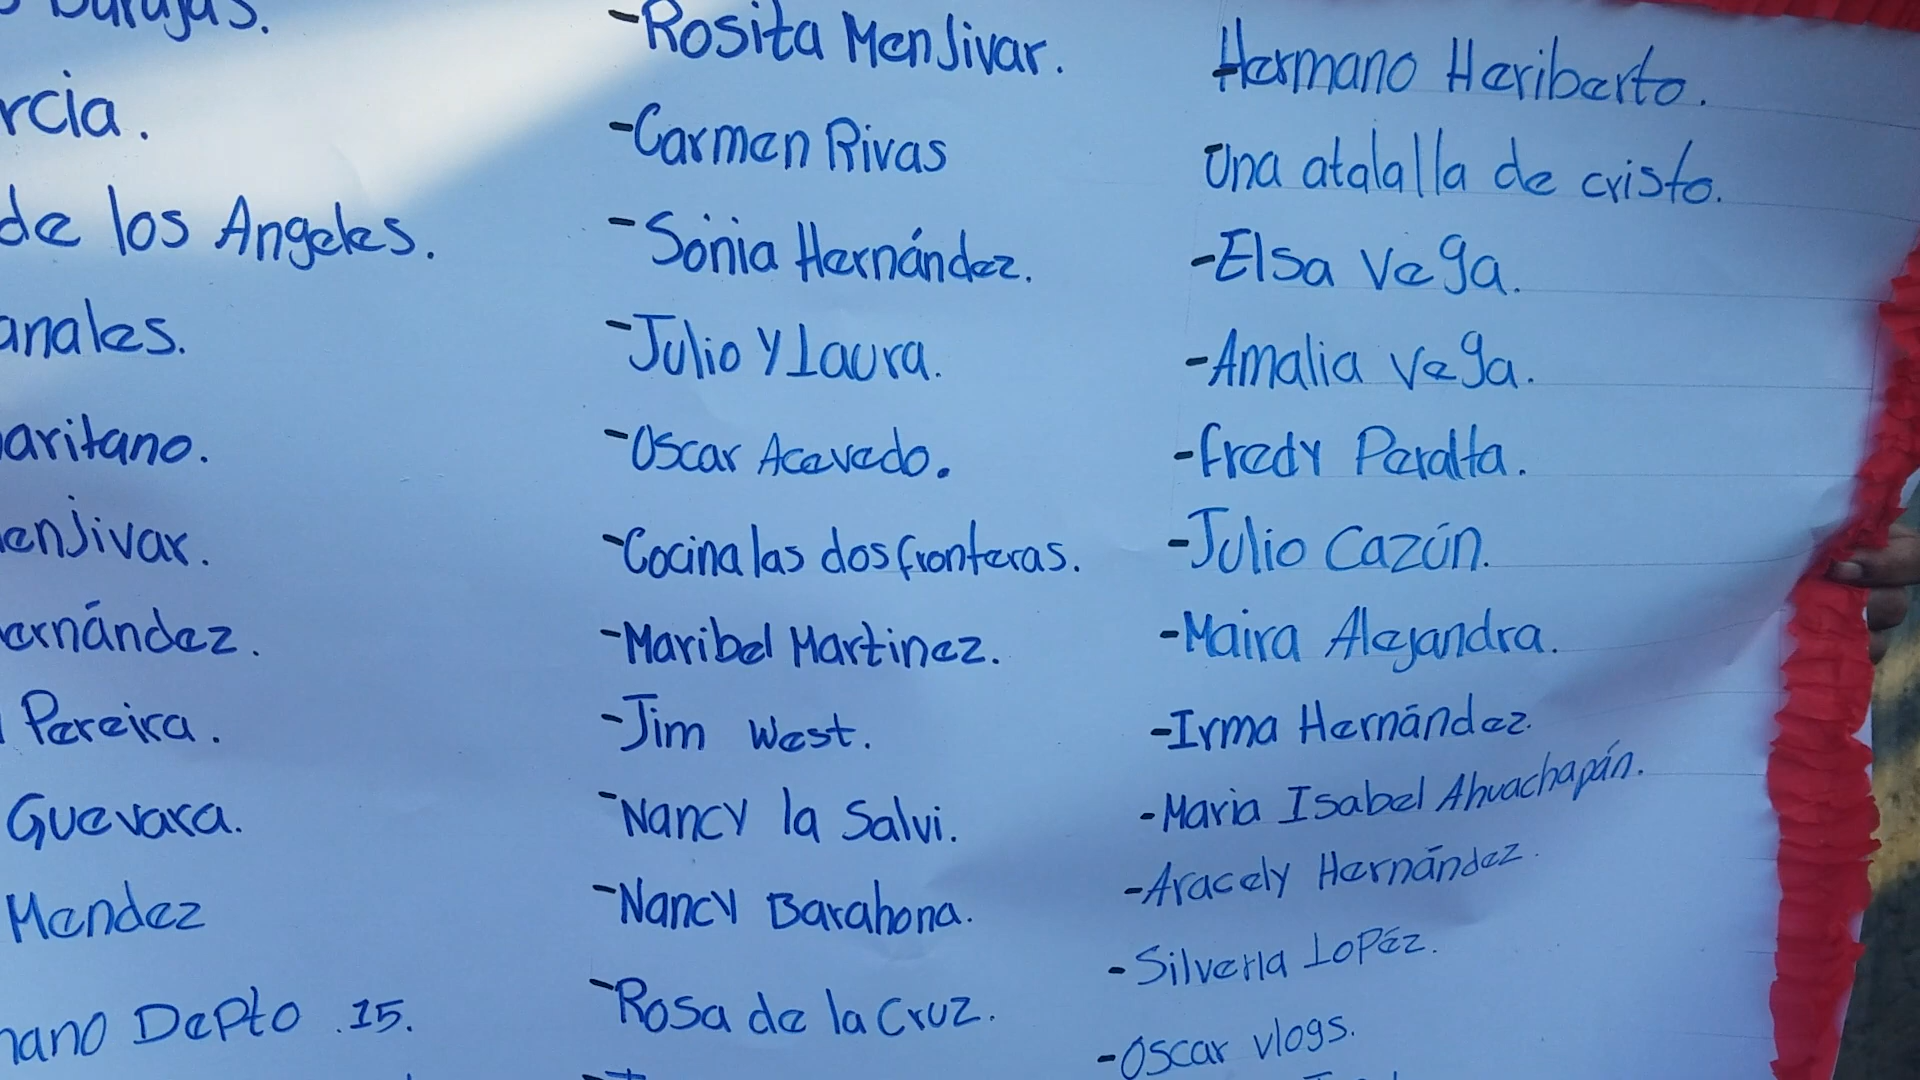 Barajas.
rcia.
de los Angeles.
anales.
aritano.
enJivar.
ernández.
Pereira.
Guevara.
Mendez
ano Depto .15.
-Rosita MenJivar.
-Carmen Rivas
-Sonia Hernández.
-Julio Y Laura.
-Oscar Acevedo.
-Cocina las dos fronteras.
-Maribel Martinez.
-Jim West.
-Nancy la Salvi.
-Nancy Barahona.
-Rosa de la Cruz.
Hermano Heriberto.
Una atalalla de cristo.
-Elsa Vega.
-Amalia Vega.
-Fredy Peralta.
-Julio Cazún.
-Maira Alejandra.
-Irma Hernández.
-Maria Isabel Ahuachapán.
-Aracely Hernández.
-Silveria Lopéz.
-Oscar vlogs.